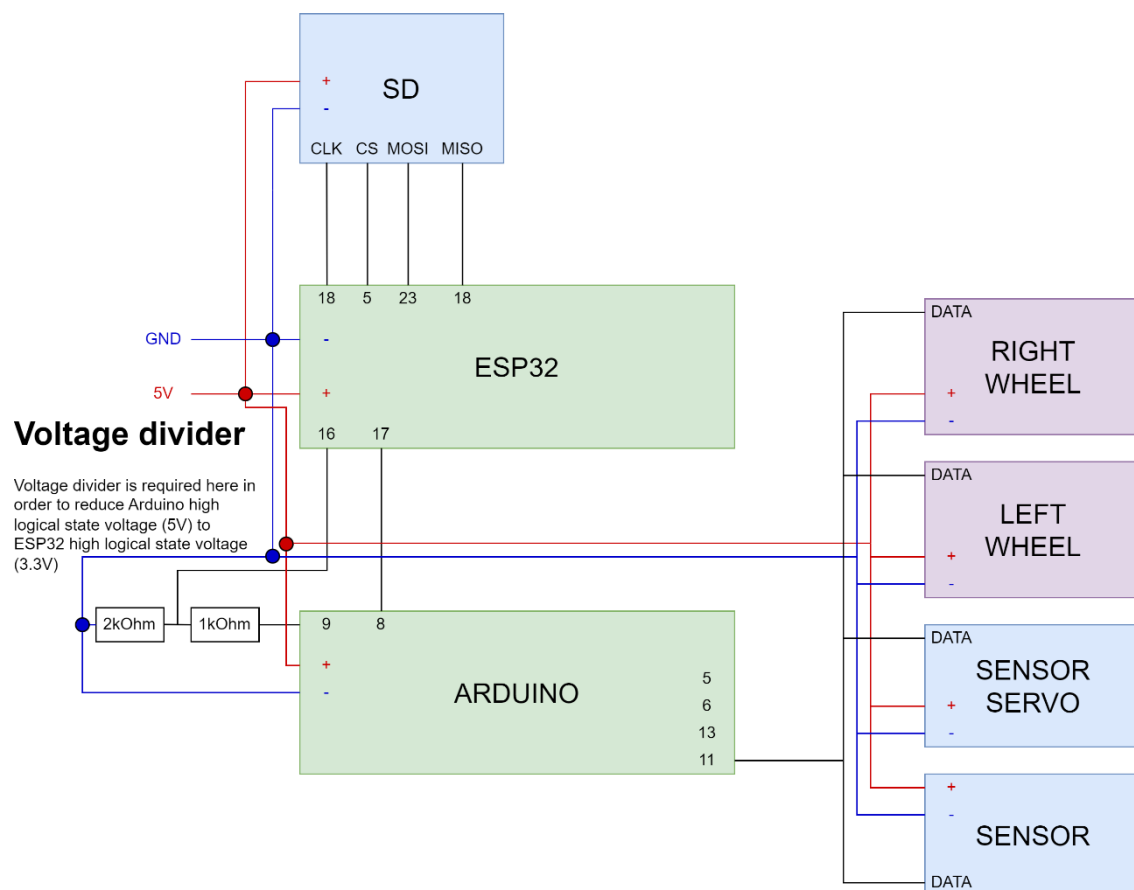 +
SD
-
CLK CS MOSI MISO
18 5 23 18
GND
-
ESP32
5V
+
16 17
Voltage divider
Voltage divider is required here in
order to reduce Arduino high
logical state voltage (5V) to
ESP32 high logical state voltage
(3.3V)
2kOhm 1kOhm
9 8
+
-
ARDUINO
5
6
13
11
DATA
RIGHT
WHEEL
+
-
DATA
LEFT
WHEEL
+
-
DATA
SENSOR
SERVO
+
-
+
-
SENSOR
DATA